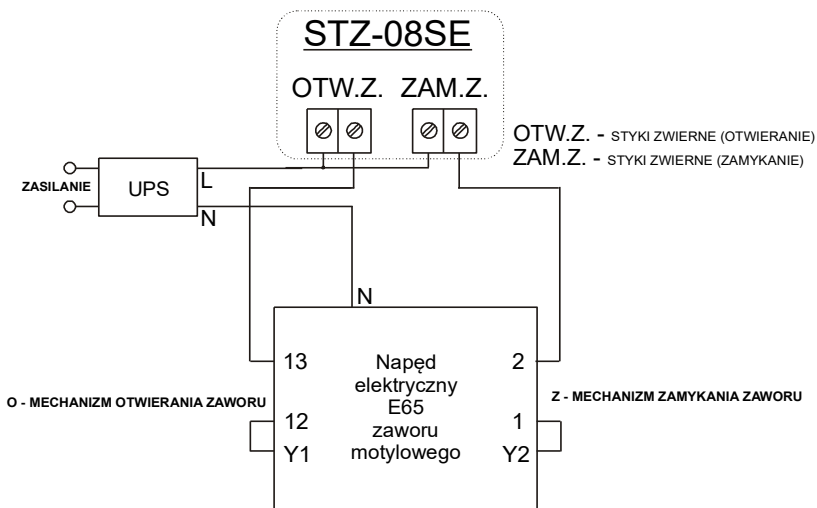 STZ-08SE
OTW.Z. ZAM.Z.
OTW.Z. - STYKI ZWIERNE (OTWIERANIE)
ZAM.Z. - STYKI ZWIERNE (ZAMYKANIE)
ZASILANIE
UPS
L
N
N
13
Napęd
elektryczny
E65
zaworu
motylowego
2
O - MECHANIZM OTWIERANIA ZAWORU
Z - MECHANIZM ZAMYKANIA ZAWORU
12
1
Y1
Y2